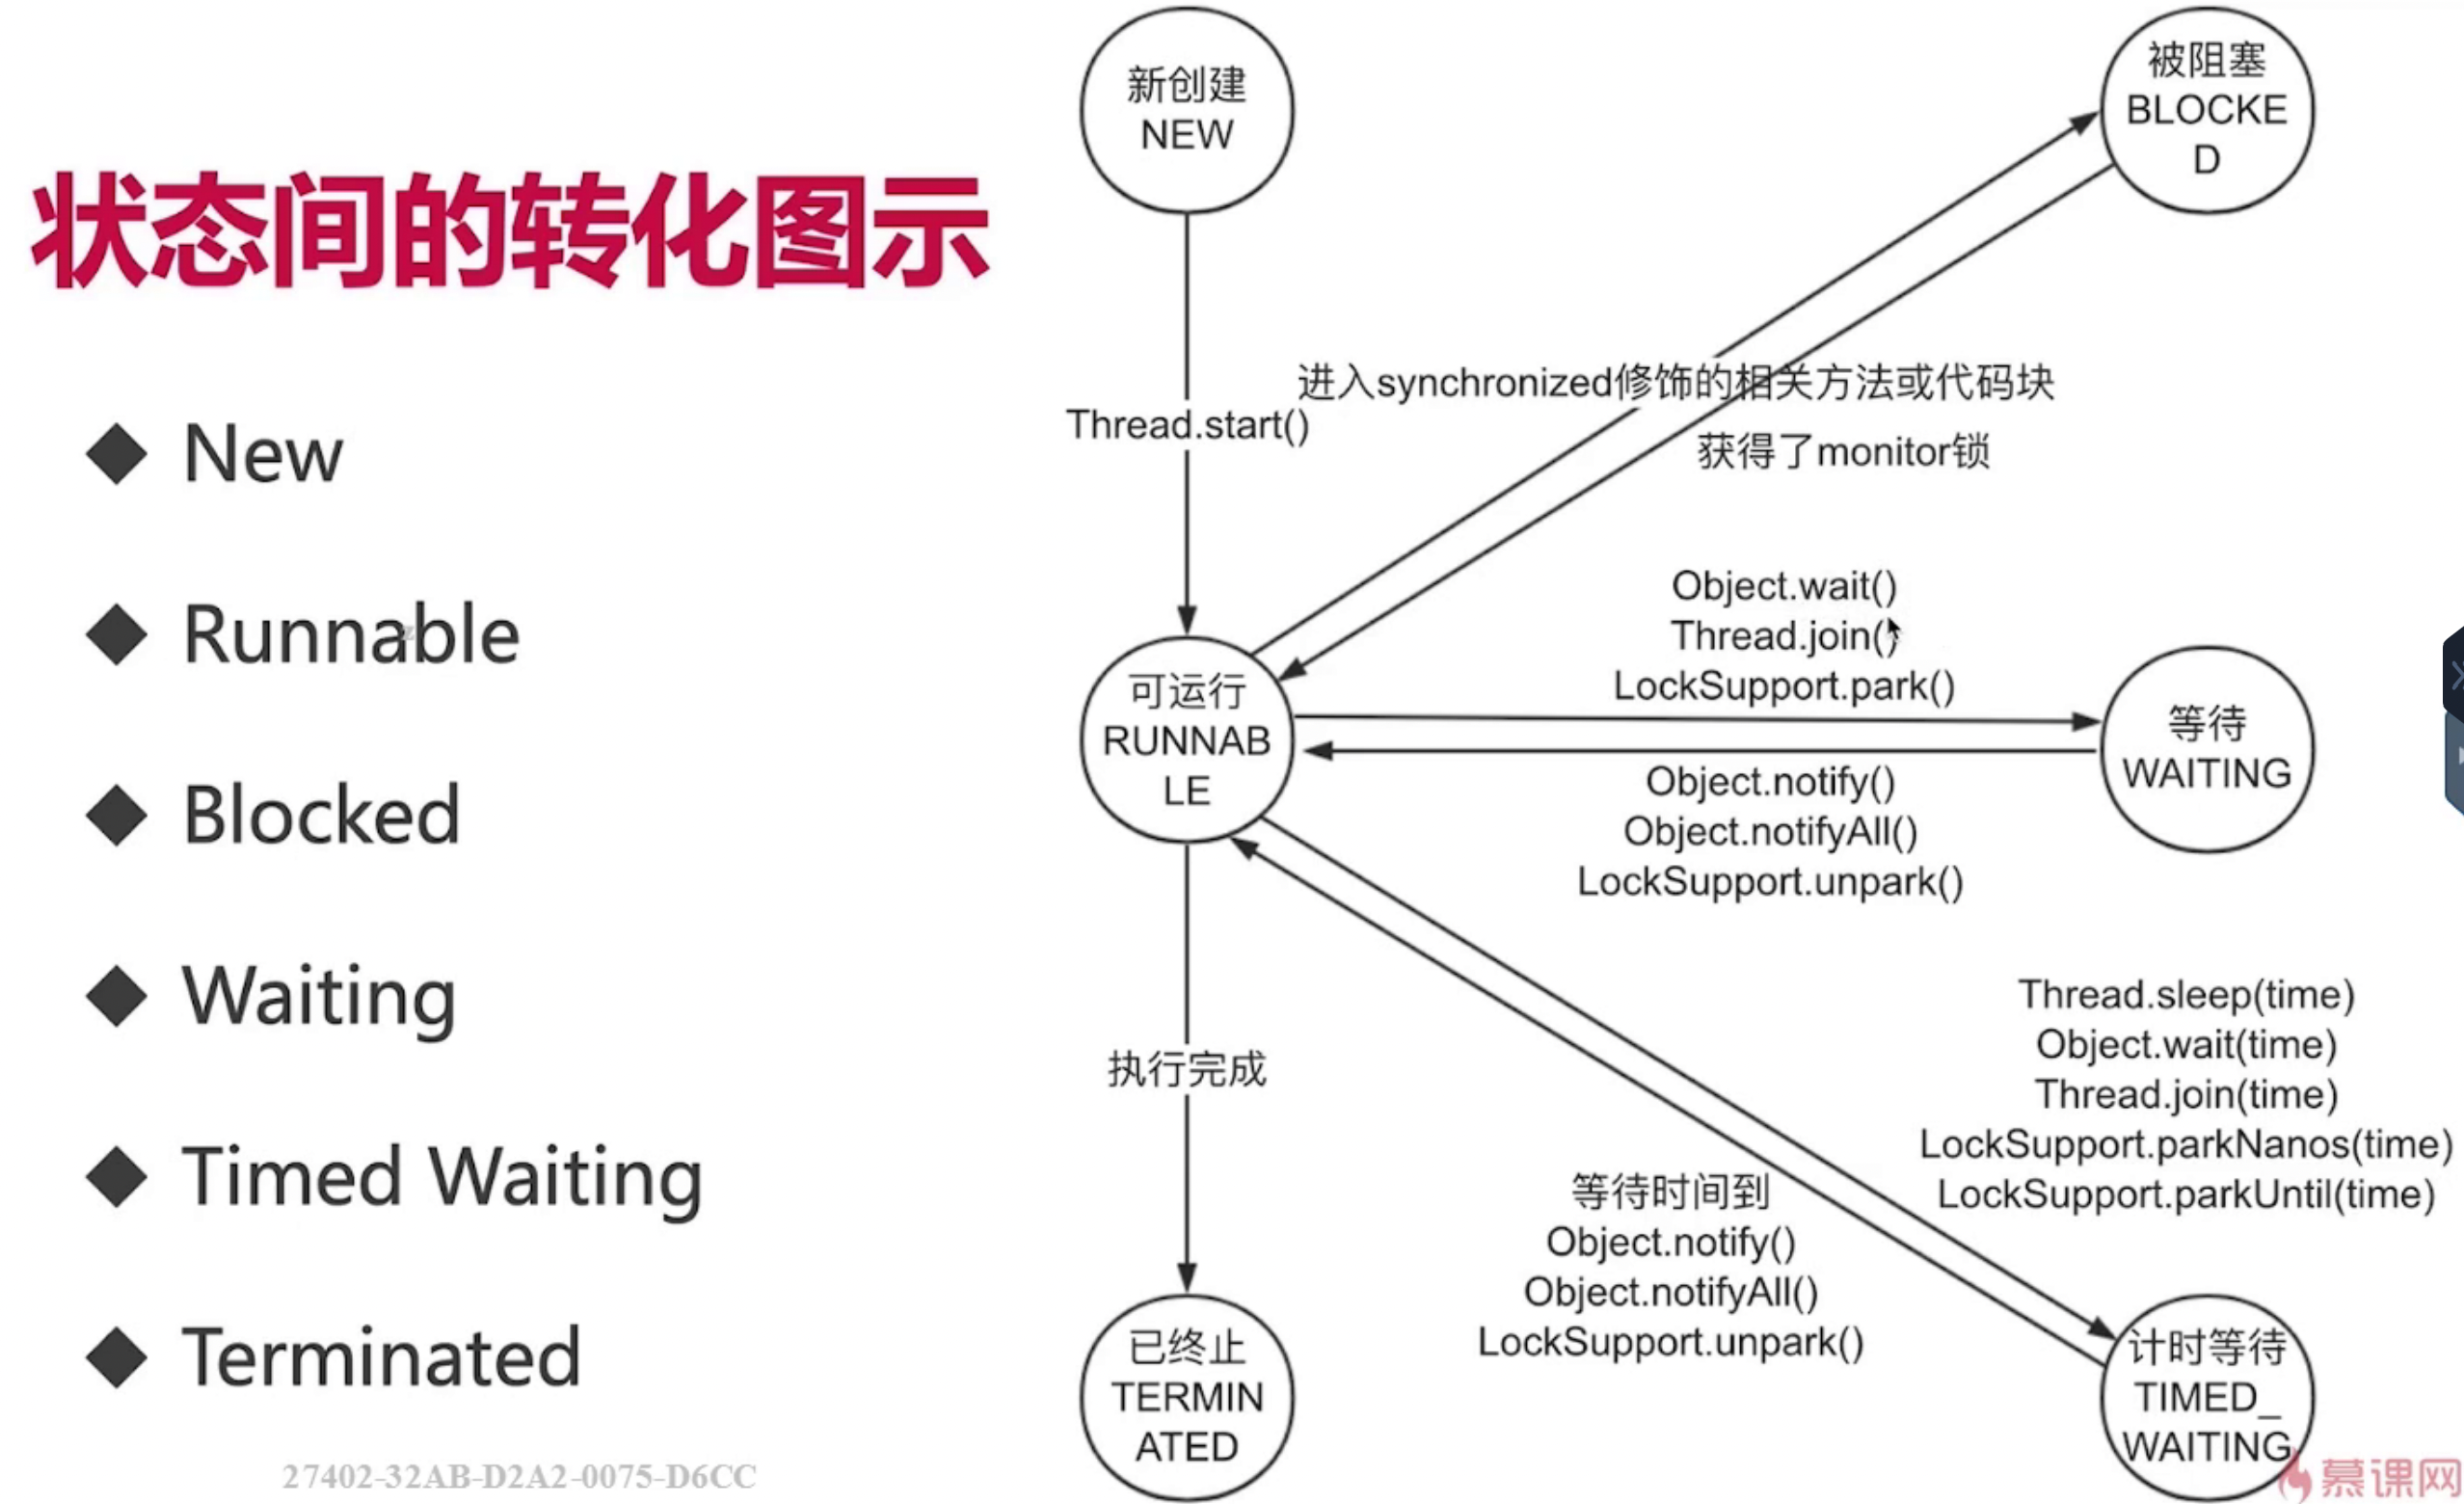 状态间的转化图示
New
Runnable
Blocked
Waiting
Timed Waiting
Terminated
27402-32AB-D2A2-0075-D6CC
新创建
NEW
被阻塞
BLOCKE
D
进入synchronized修饰的相关方法或代码块
Thread.start()
获得了monitor锁
Object.wait()
Thread.join()
LockSupport.park()
可运行
RUNNAB
LE
等待
WAITING
Object.notify()
Object.notifyAll()
LockSupport.unpark()
执行完成
Thread.sleep(time)
Object.wait(time)
Thread.join(time)
LockSupport.parkNanos(time)
LockSupport.parkUntil(time)
等待时间到
Object.notify()
Object.notifyAll()
LockSupport.unpark()
已终止
TERMIN
ATED
计时等待
TIMED_
WAITING
慕课网